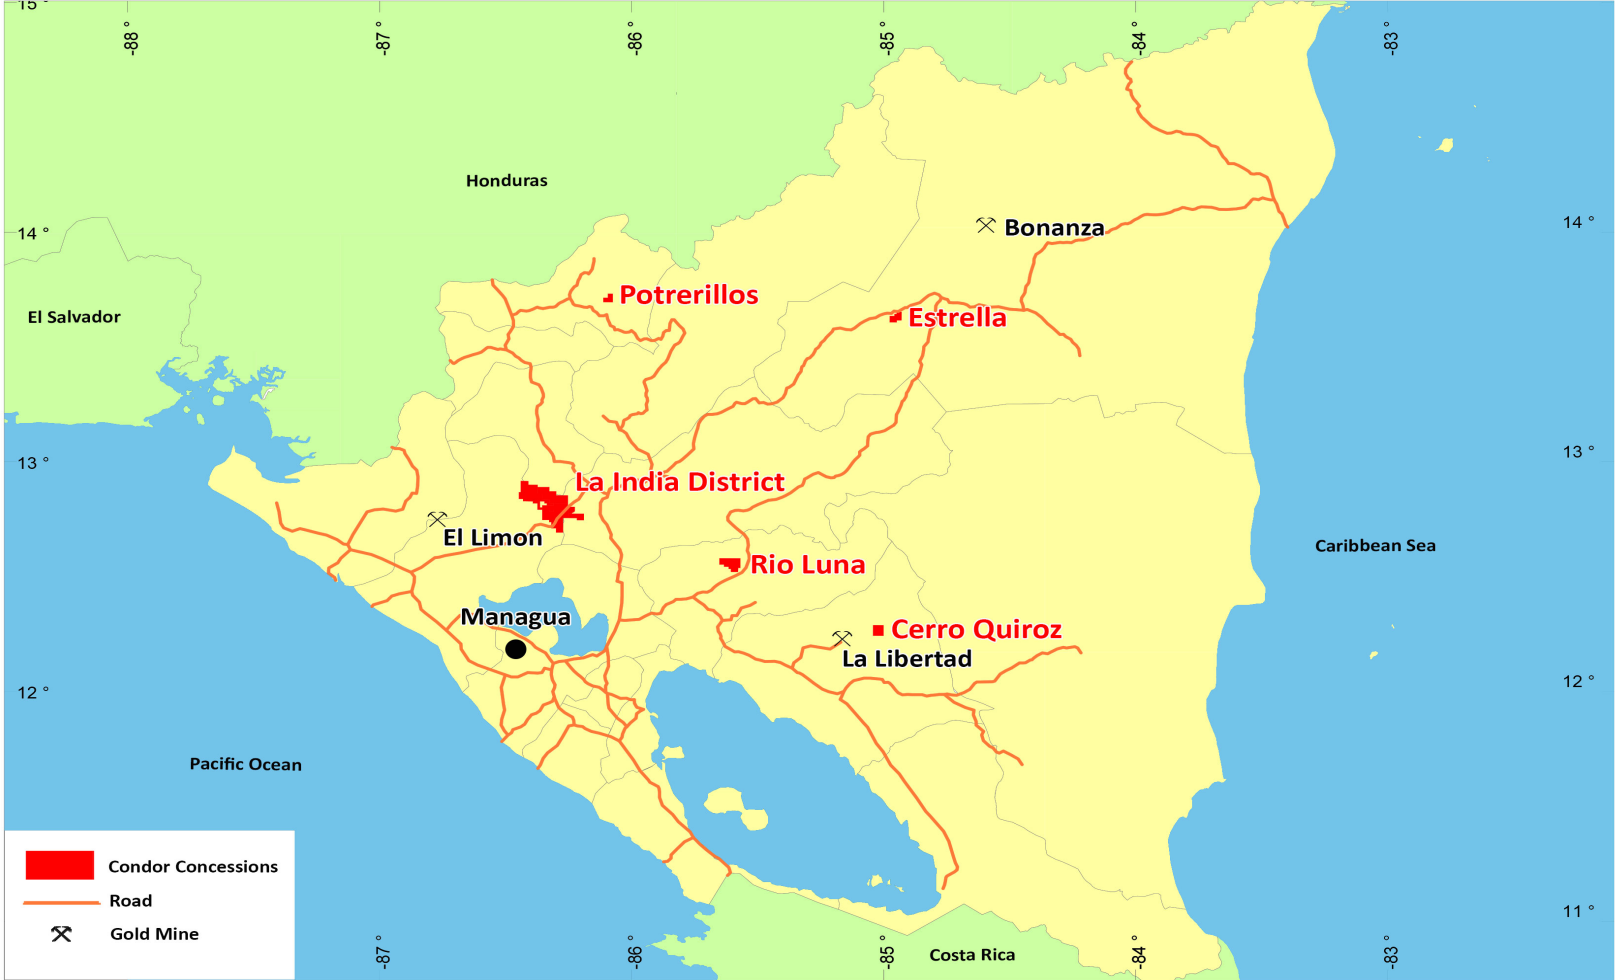 15 °
-88 °
-87 °
-86 °
-85 °
-84 °
-83 °
Honduras
14 °
Bonanza
14 °
Potrerillos
El Salvador
Estrella
13 °
La India District
13 °
El Limon
Caribbean Sea
Rio Luna
Managua
Cerro Quiroz
La Libertad
12 °
12 °
Pacific Ocean
Condor Concessions
Road
Gold Mine
11 °
-87 °
-86 °
-85 °
Costa Rica
-84 °
-83 °